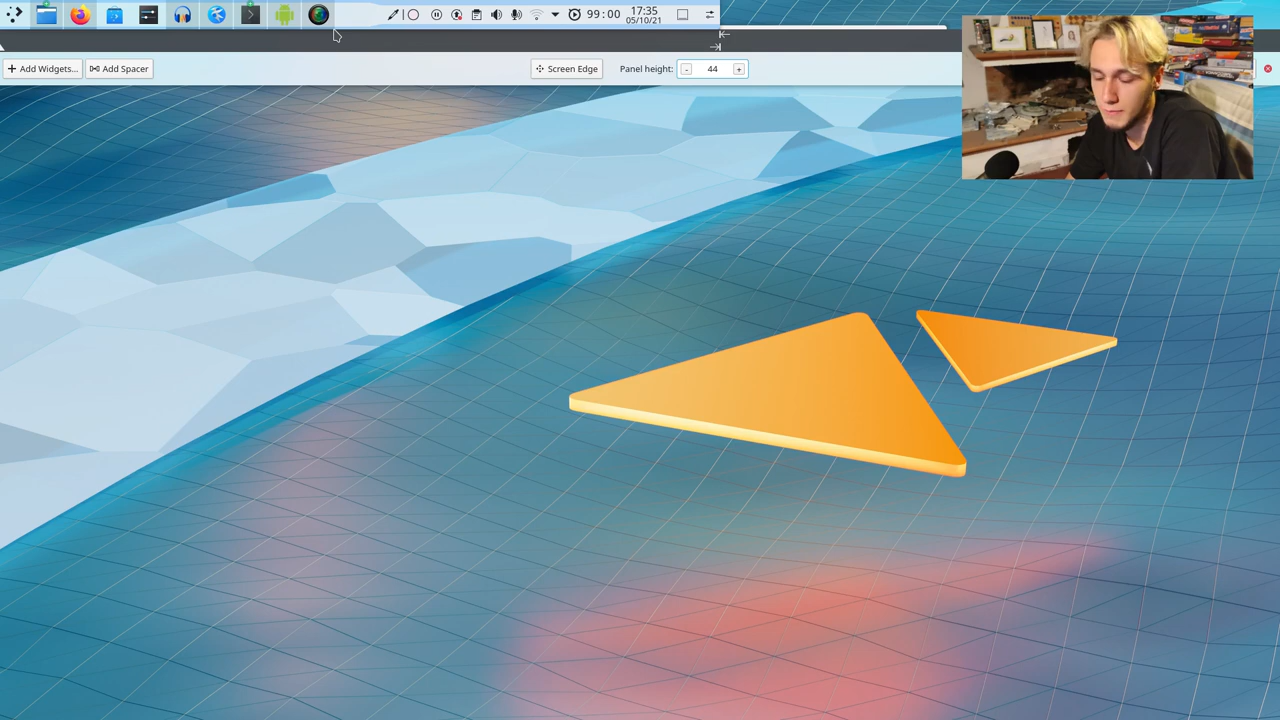 99:00
17:35
05/10/21
Add Widgets...
Add Spacer
Screen Edge
Panel height:
- 44 +